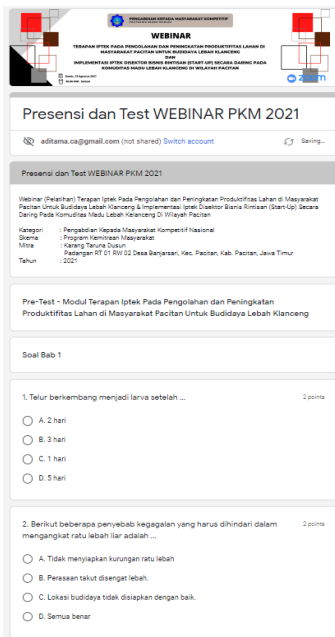 PENGABDIAN KEPADA MASYARAKAT KOMPETITIF
WEBINAR
TERAPAN IPTEK PADA PENGOLAHAN DAN PENINGKATAN PRODUKTIFITAS LAHAN DI
MASYARAKAT PACITAN UNTUK BUDIDAYA LEBAH KLANCENG
DAN
IMPLEMENTASI IPTEK DISEKTOR BISNIS RINTISAN (START-UP) SECARA DARING PADA
KOMUNITAS MADU LEBAH KLANCENG DI WILAYAH PACITAN
zoom
Presensi dan Test WEBINAR PKM 2021
aditama.ca@gmail.com (not shared) Switch account
Saving...
Presensi dan Test WEBINAR PKM 2021
Webinar (Pelatihan) Terapan Iptek Pada Pengolahan dan Peningkatan Produktifitas Lahan di Masyarakat
Pacitan Untuk Budidaya Lebah Klanceng & Implementasi Iptek Disektor Bisnis Rintisan (Start-Up) Secara
Daring Pada Komunitas Madu Lebah Kelanceng Di Wilayah Pacitan
Kategori : Pengabdian Kepada Masyarakat Kompetitif Nasional
Skema : Program Kemitraan Masyarakat
Mitra : Karang Taruna Dusun
Padangan RT 01 RW 02 Desa Banjarsari, Kec. Pacitan, Kab. Pacitan, Jawa Timur
Tahun : 2021
Pre-Test - Modul Terapan Iptek Pada Pengolahan dan Peningkatan
Produktifitas Lahan di Masyarakat Pacitan Untuk Budidaya Lebah Klanceng
Soal Bab 1
1. Telur berkembang menjadi larva setelah ...
2 points
A. 2 hari
B. 3 hari
C. 1 hari
D. 5 hari
2. Berikut beberapa penyebab kegagalan yang harus dihindari dalam
mengangkat ratu lebah liar adalah ...
2 points
A. Tidak menyiapkan kurungan ratu lebah
B. Perasaan takut disengat lebah.
C. Lokasi budidaya tidak disiapkan dengan baik.
D. Semua benar